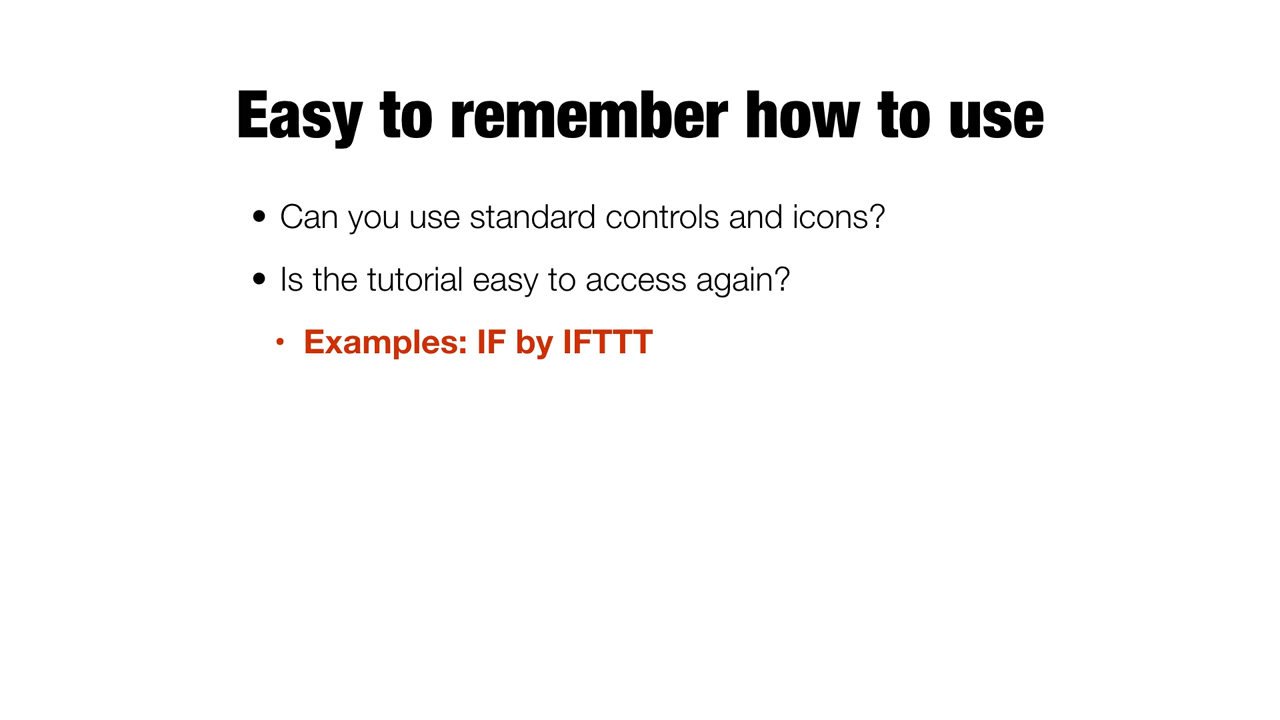 Easy to remember how to use
• Can you use standard controls and icons?
• Is the tutorial easy to access again?
• Examples: IF by IFTTT